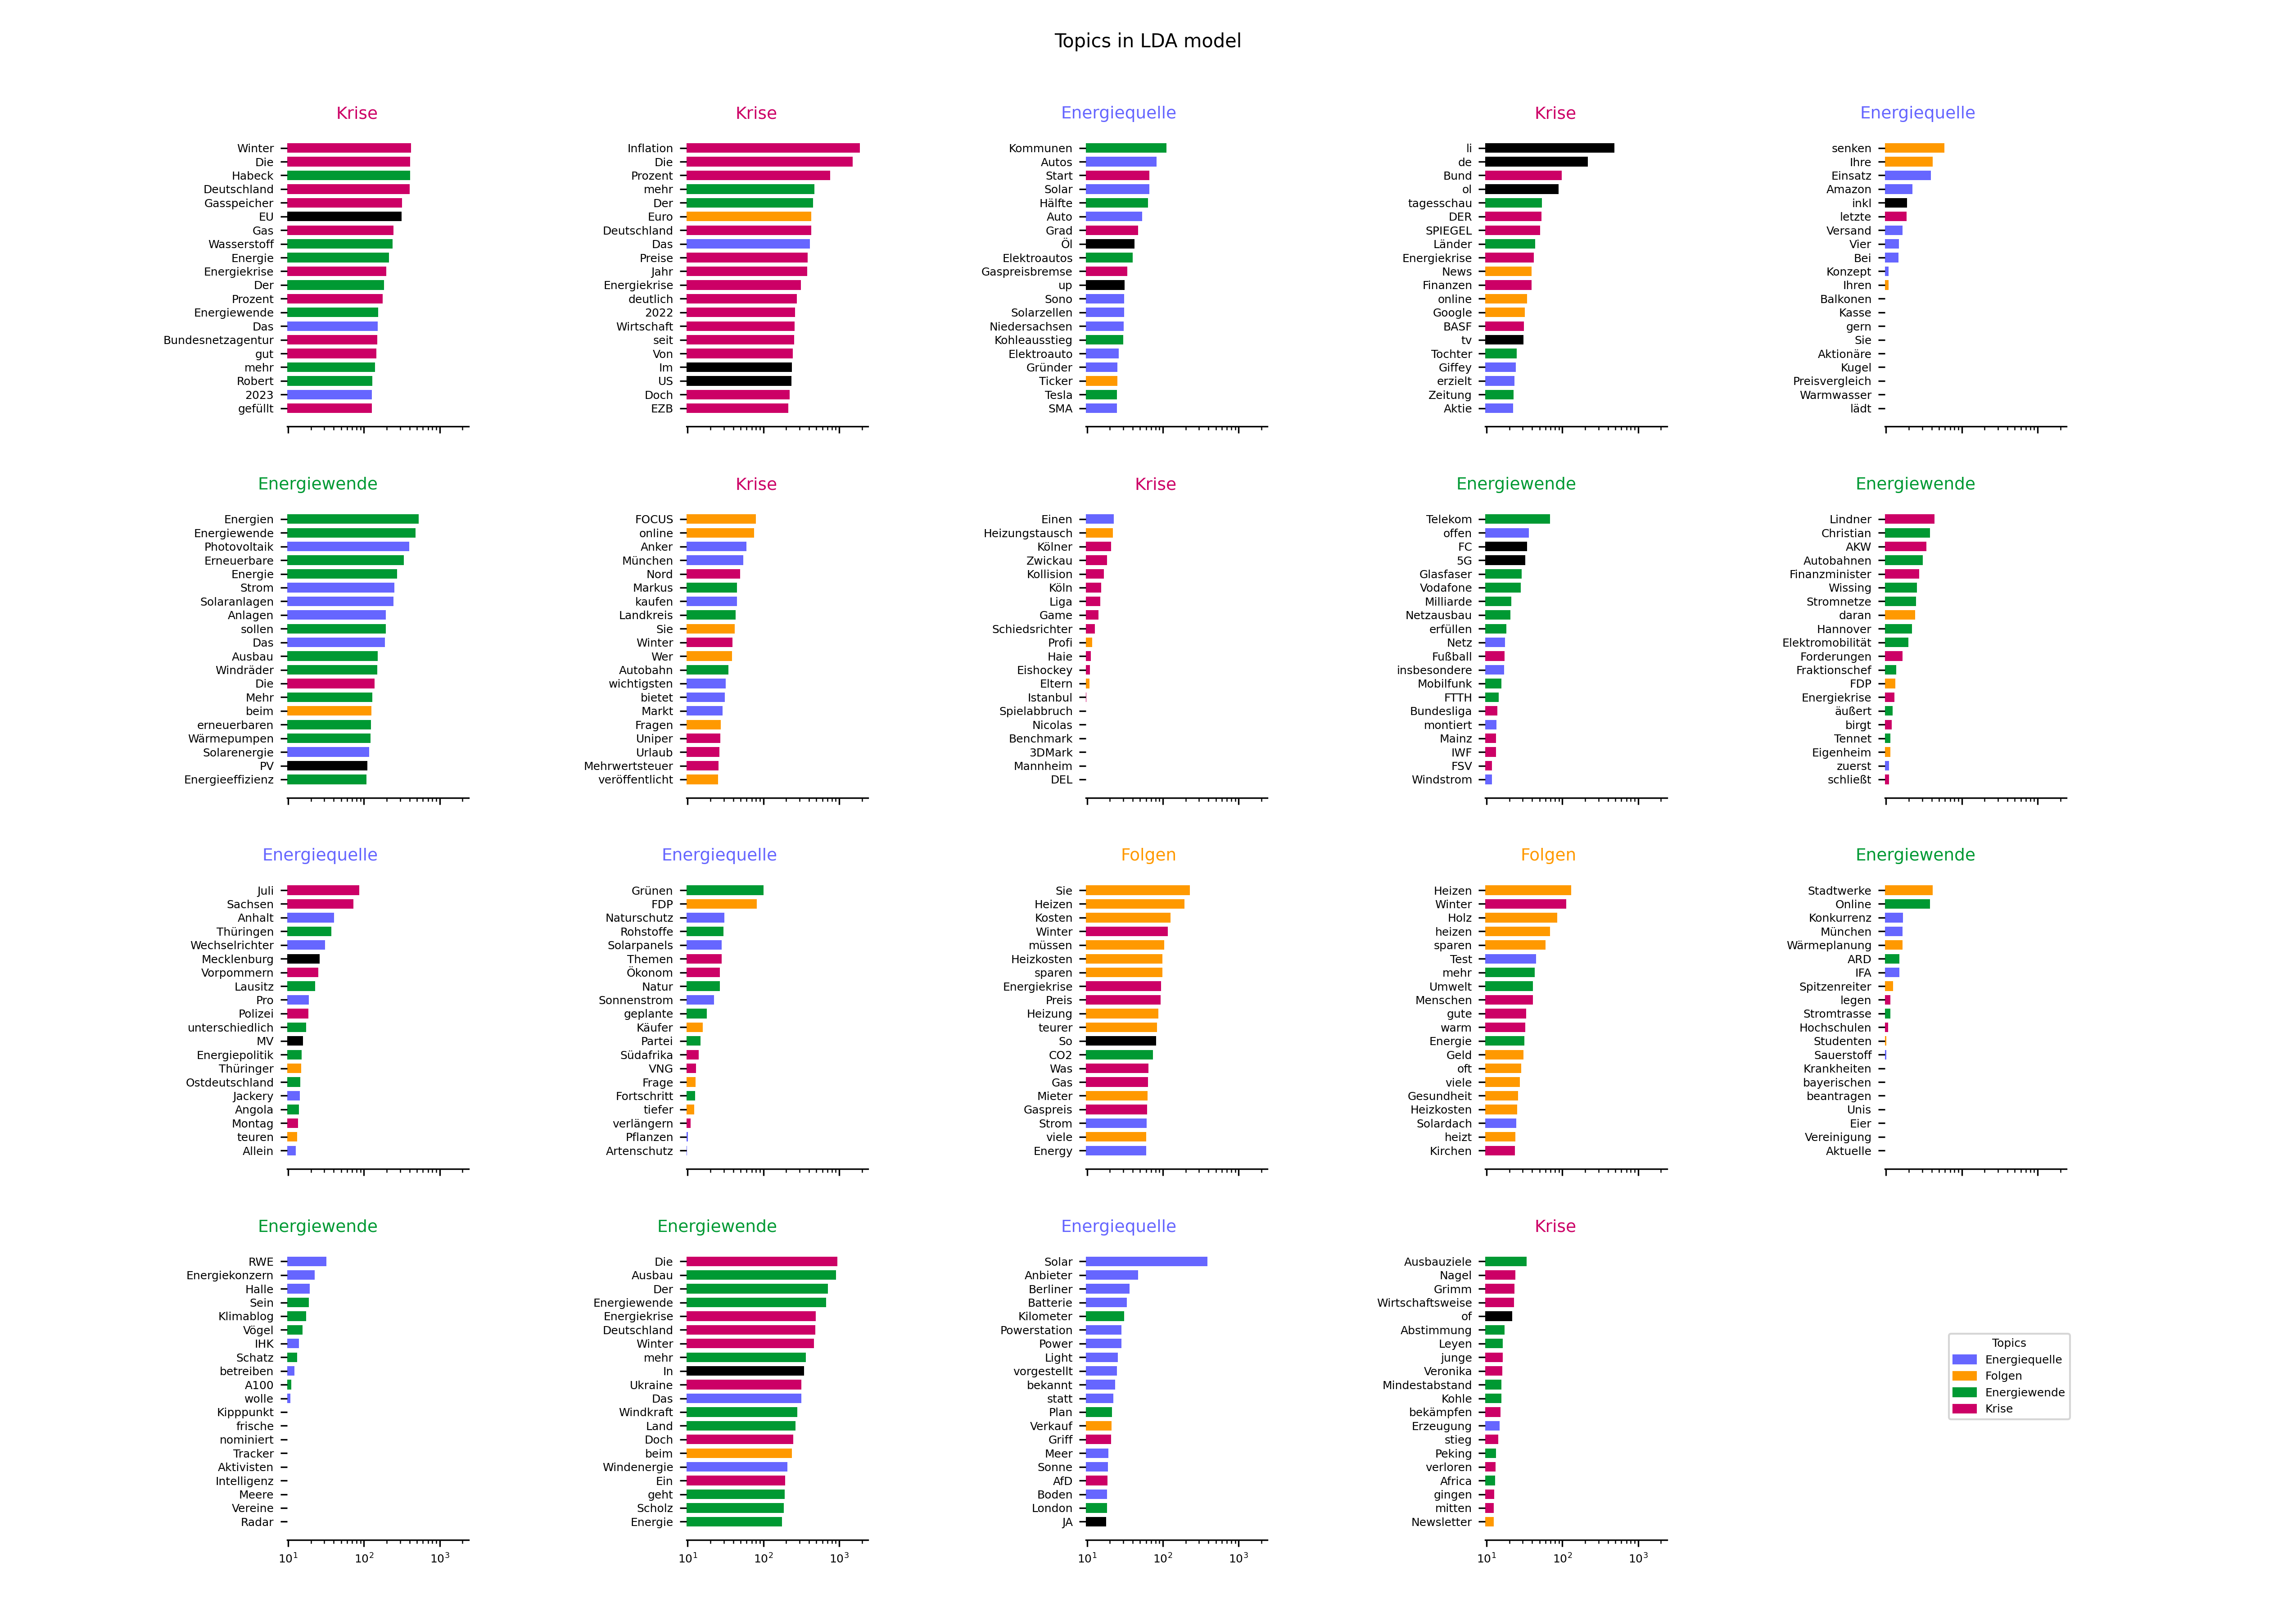 Topics in LDA model
Krise
Winter
Die
Habeck
Deutschland
Gasspeicher
EU
Gas
Wasserstoff
Energie
Energiekrise
Der
Prozent
Energiewende
Das
Bundesnetzagentur
gut
mehr
Robert
2023
gefüllt
Krise
Inflation
Die
Prozent
mehr
Der
Euro
Deutschland
Das
Preise
Jahr
Energiekrise
deutlich
2022
Wirtschaft
seit
Von
Im
US
Doch
EZB
Energiequelle
Kommunen
Autos
Start
Solar
Hälfte
Auto
Grad
Öl
Elektroautos
Gaspreisbremse
up
Sono
Solarzellen
Niedersachsen
Kohleausstieg
Elektroauto
Gründer
Ticker
Tesla
SMA
Krise
li
de
Bund
ol
tagesschau
DER
SPIEGEL
Länder
Energiekrise
News
Finanzen
online
Google
BASF
tv
Tochter
Giffey
erzielt
Zeitung
Aktie
Energiequelle
senken
Ihre
Einsatz
Amazon
inkl
letzte
Versand
Vier
Bei
Konzept
Ihren
Balkonen
Kasse
gern
Sie
Aktionäre
Kugel
Preisvergleich
Warmwasser
lädt
Energiewende
Energien
Energiewende
Photovoltaik
Erneuerbare
Energie
Strom
Solaranlagen
Anlagen
sollen
Das
Ausbau
Windräder
Die
Mehr
beim
erneuerbaren
Wärmepumpen
Solarenergie
PV
Energieeffizienz
Krise
FOCUS
online
Anker
München
Nord
Markus
kaufen
Landkreis
Sie
Winter
Wer
Autobahn
wichtigsten
bietet
Markt
Fragen
Uniper
Urlaub
Mehrwertsteuer
veröffentlicht
Krise
Einen
Heizungstausch
Kölner
Zwickau
Kollision
Köln
Liga
Game
Schiedsrichter
Profi
Haie
Eishockey
Eltern
Istanbul
Spielabbruch
Nicolas
Benchmark
3DMark
Mannheim
DEL
Energiewende
Telekom
offen
FC
5G
Glasfaser
Vodafone
Milliarde
Netzausbau
erfüllen
Netz
Fußball
insbesondere
Mobilfunk
FTTH
Bundesliga
montiert
Mainz
IWF
FSV
Windstrom
Energiewende
Lindner
Christian
AKW
Autobahnen
Finanzminister
Wissing
Stromnetze
daran
Hannover
Elektromobilität
Forderungen
Fraktionschef
FDP
Energiekrise
äußert
birgt
Tennet
Eigenheim
zuerst
schließt
Energiequelle
Juli
Sachsen
Anhalt
Thüringen
Wechselrichter
Mecklenburg
Vorpommern
Lausitz
Pro
Polizei
unterschiedlich
MV
Energiepolitik
Thüringer
Ostdeutschland
Jackery
Angola
Montag
teuren
Allein
Energiequelle
Grünen
FDP
Naturschutz
Rohstoffe
Solarpanels
Themen
Ökonom
Natur
Sonnenstrom
geplante
Käufer
Partei
Südafrika
VNG
Frage
Fortschritt
tiefer
verlängern
Pflanzen
Artenschutz
Folgen
Sie
Heizen
Kosten
Winter
müssen
Heizkosten
sparen
Energiekrise
Preis
Heizung
teurer
So
CO2
Was
Gas
Mieter
Gaspreis
Strom
viele
Energy
Folgen
Heizen
Winter
Holz
heizen
sparen
Test
mehr
Umwelt
Menschen
gute
warm
Energie
Geld
oft
viele
Gesundheit
Heizkosten
Solardach
heizt
Kirchen
Energiewende
Stadtwerke
Online
Konkurrenz
München
Wärmeplanung
ARD
IFA
Spitzenreiter
legen
Stromtrasse
Hochschulen
Studenten
Sauerstoff
Krankheiten
bayerischen
beantragen
Unis
Eier
Vereinigung
Aktuelle
Energiewende
RWE
Energiekonzern
Halle
Sein
Klimablog
Vögel
IHK
Schatz
betreiben
A100
wolle
Kipppunkt
frische
nominiert
Tracker
Aktivisten
Intelligenz
Meere
Vereine
Radar
10¹ 10² 10³
Energiewende
Die
Ausbau
Der
Energiewende
Energiekrise
Deutschland
Winter
mehr
In
Ukraine
Das
Windkraft
Land
Doch
beim
Windenergie
Ein
geht
Scholz
Energie
10¹ 10² 10³
Energiequelle
Solar
Anbieter
Berliner
Batterie
Kilometer
Powerstation
Power
Light
vorgestellt
bekannt
statt
Plan
Verkauf
Griff
Meer
Sonne
AfD
Boden
London
JA
10¹ 10² 10³
Krise
Ausbauziele
Nagel
Grimm
Wirtschaftsweise
of
Abstimmung
Leyen
junge
Veronika
Mindestabstand
Kohle
bekämpfen
Erzeugung
stieg
Peking
verloren
Africa
gingen
mitten
Newsletter
10¹ 10² 10³
Topics
Energiequelle
Folgen
Energiewende
Krise